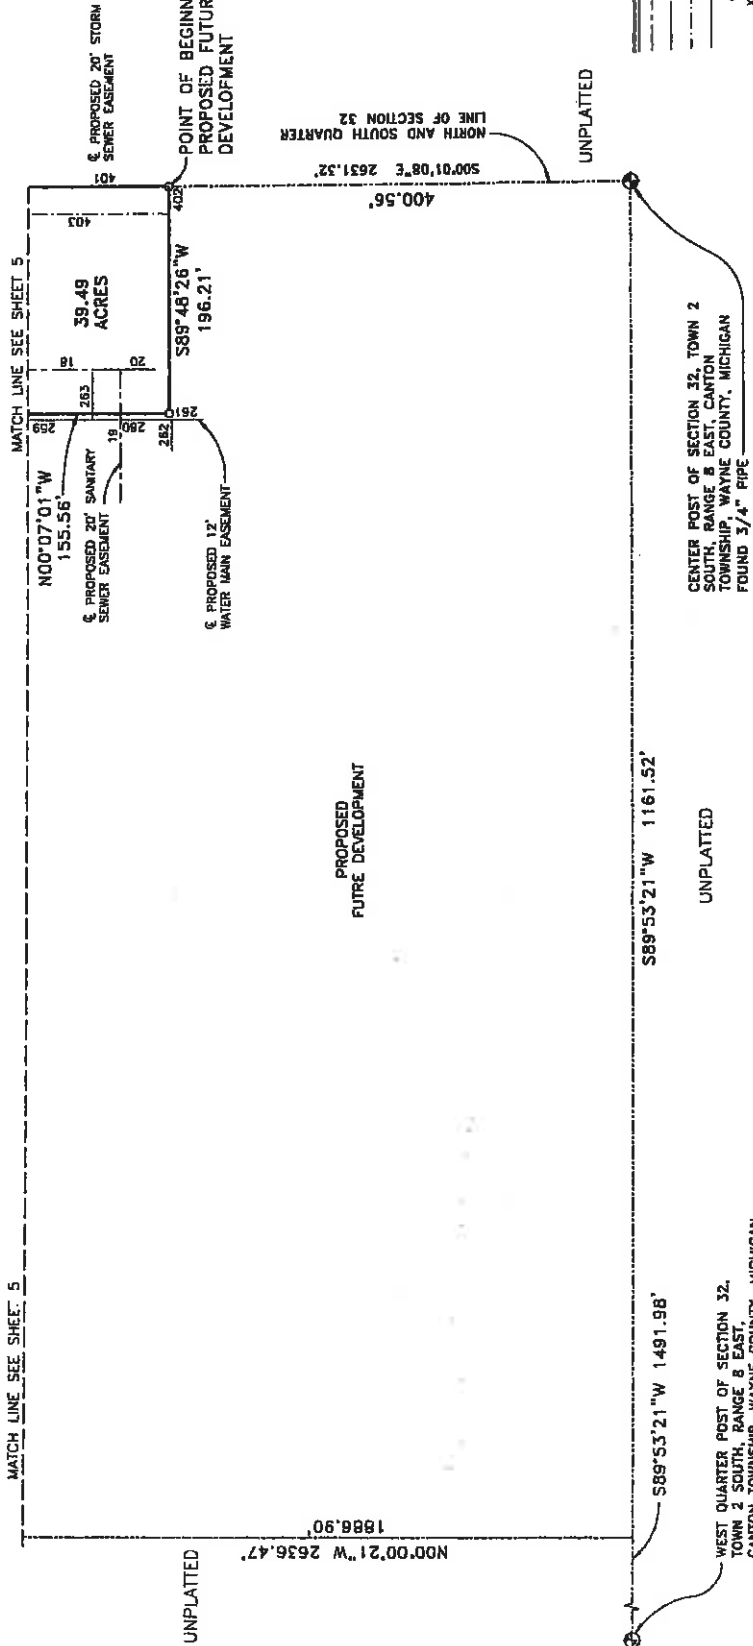 MATCH LINE SEE SHEET 5
MATCH LINE SEE SHEET 5
℄ PROPOSED 20' STORM
SEWER EASEMENT
POINT OF BEGINN
PROPOSED FUTUR
DEVELOPMENT
401
402
403
39.49
ACRES
18
20
263
259
19
260
261
262
N00°07'01"W
155.56'
S89°48'26"W
196.21'
℄ PROPOSED 20' SANITARY
SEWER EASEMENT
℄ PROPOSED 12'
WATER MAIN EASEMENT
NORTH AND SOUTH QUARTER
LINE OF SECTION 32
S00°01'08"E 2631.32'
400.56'
UNPLATTED
PROPOSED
FUTRE DEVELOPMENT
N00°00'21"W 2636.47'
1886.90'
UNPLATTED
S89°53'21"W 1491.98'
S89°53'21"W 1161.52'
UNPLATTED
CENTER POST OF SECTION 32, TOWN 2
SOUTH, RANGE 8 EAST, CANTON
TOWNSHIP, WAYNE COUNTY, MICHIGAN
FOUND 3/4" PIPE
WEST QUARTER POST OF SECTION 32,
TOWN 2 SOUTH, RANGE 8 EAST,
CANTON TOWNSHIP, WAYNE COUNTY, MICHIGAN